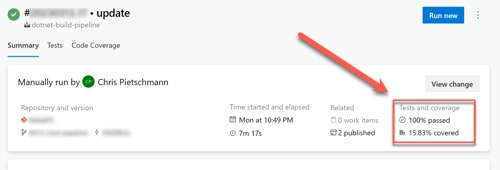 # • update
dotnet-build-pipeline
Run new
Summary Tests Code Coverage
Manually run by CP Chris Pietschmann
View change
Repository and version
Time started and elapsed
Related
Tests and coverage
Mon at 10:49 PM
0 work items
100% passed
7m 17s
2 published
15.83% covered